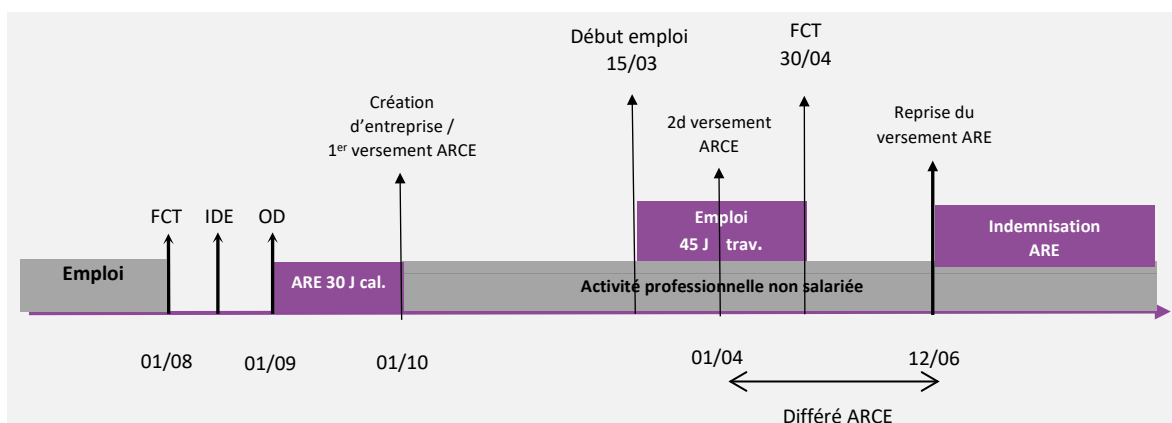 Début emploi
15/03
FCT
30/04
Création
d'entreprise /
1er versement ARCE
2d versement
ARCE
Reprise du
versement ARE
FCT
IDE
OD
Emploi
ARE 30 J cal.
Emploi
45 J trav.
Indemnisation
ARE
Activité professionnelle non salariée
01/08
01/09
01/10
01/04
12/06
Différé ARCE